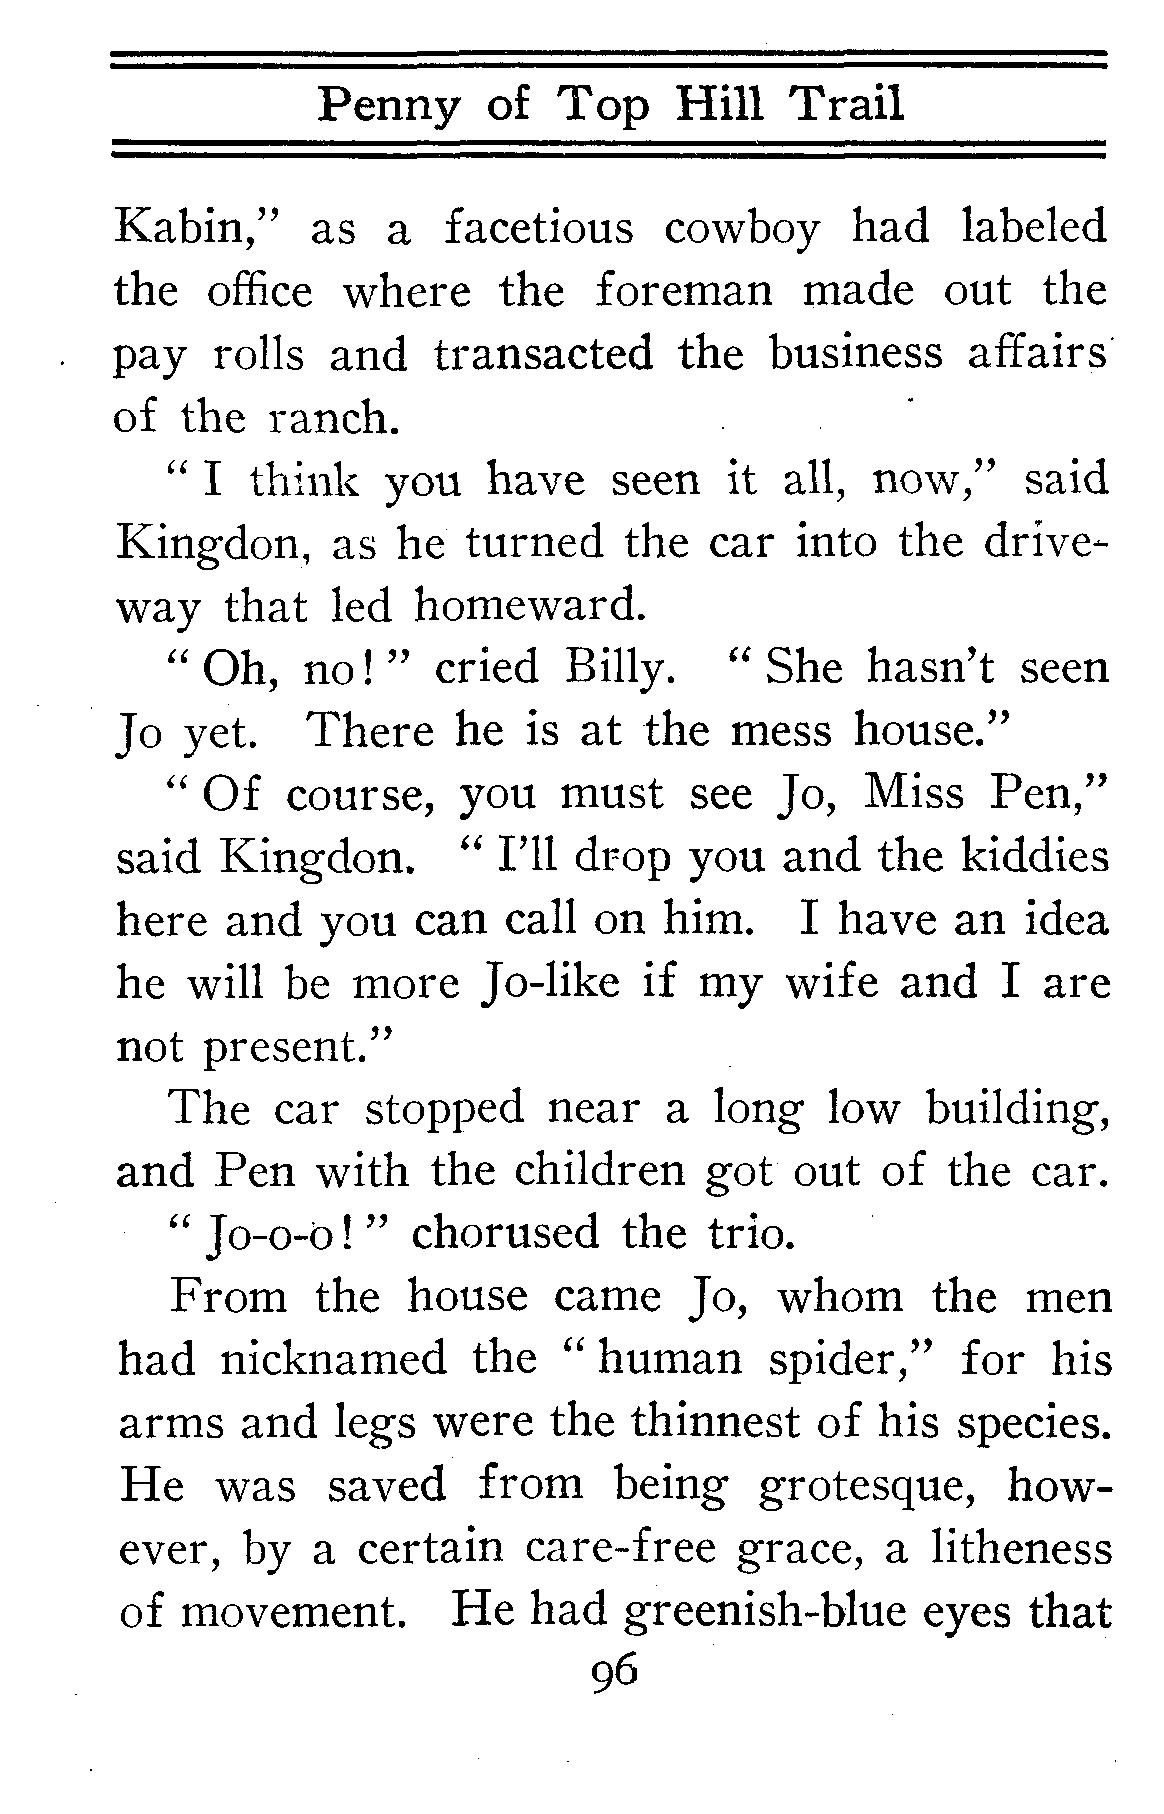 Penny of Top Hill Trail
Kabin,” as a facetious cowboy had labeled
the office where the foreman made out the
pay rolls and transacted the business affairs
of the ranch.
“ I think you have seen it all, now,” said
Kingdon, as he turned the car into the drive-
way that led homeward.
“ Oh, no! ” cried Billy. “ She hasn’t seen
Jo yet. There he is at the mess house.”
“ Of course, you must see Jo, Miss Pen,”
said Kingdon. “ I’ll drop you and the kiddies
here and you can call on him. I have an idea
he will be more Jo-like if my wife and I are
not present.”
The car stopped near a long low building,
and Pen with the children got out of the car.
“ Jo-o-o! ” chorused the trio.
From the house came Jo, whom the men
had nicknamed the “ human spider,” for his
arms and legs were the thinnest of his species.
He was saved from being grotesque, how-
ever, by a certain care-free grace, a litheness
of movement. He had greenish-blue eyes that
96